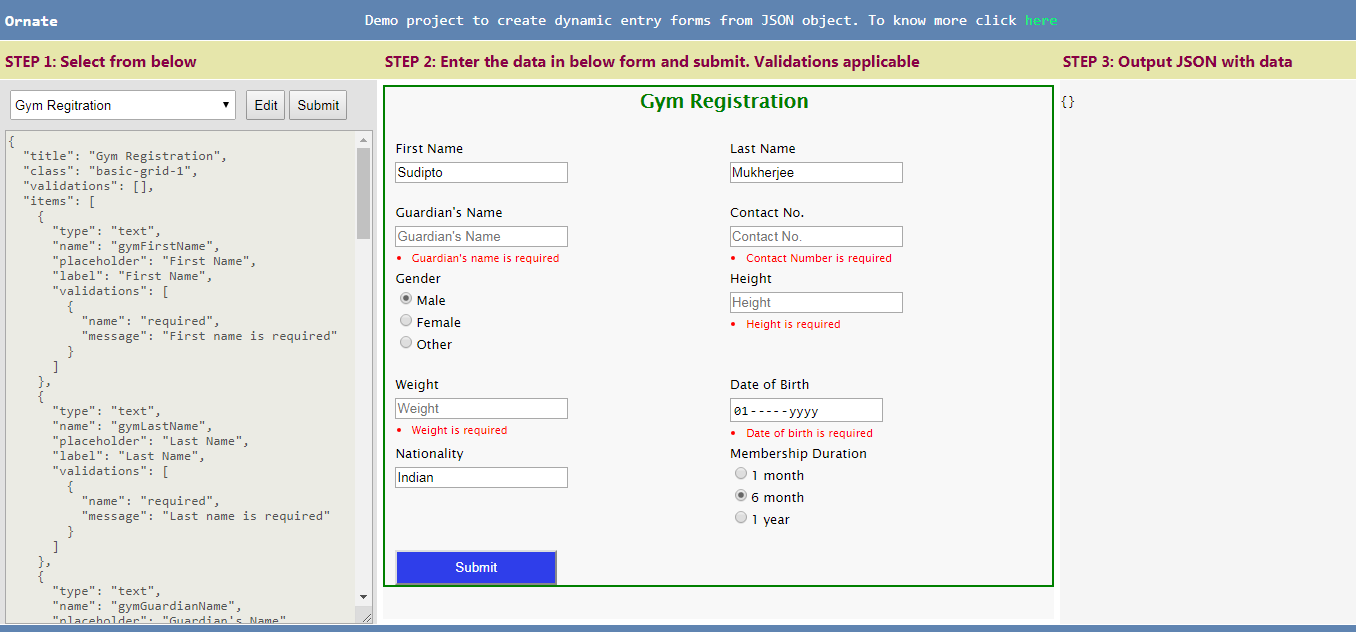 Ornate
Demo project to create dynamic entry forms from JSON object. To know more click here
STEP 1: Select from below
STEP 2: Enter the data in below form and submit. Validations applicable
STEP 3: Output JSON with data
Gym Regitration
Edit
Submit
{
"title": "Gym Registration",
"class": "basic-grid-1",
"validations": [],
"items": [
{
"type": "text",
"name": "gymFirstName",
"placeholder": "First Name",
"label": "First Name",
"validations": [
{
"name": "required",
"message": "First name is required"
}
]
},
{
"type": "text",
"name": "gymLastName",
"placeholder": "Last Name",
"label": "Last Name",
"validations": [
{
"name": "required",
"message": "Last name is required"
}
]
},
{
"type": "text",
"name": "gymGuardianName",
"placeholder": "Guardian's Name"
Gym Registration
First Name
Sudipto
Last Name
Mukherjee
Guardian's Name
Guardian's Name
• Guardian's name is required
Contact No.
Contact No.
• Contact Number is required
Gender
Male
Female
Other
Height
Height
• Height is required
Weight
Weight
• Weight is required
Date of Birth
01-----yyyy
• Date of birth is required
Nationality
Indian
Membership Duration
1 month
6 month
1 year
Submit
{}